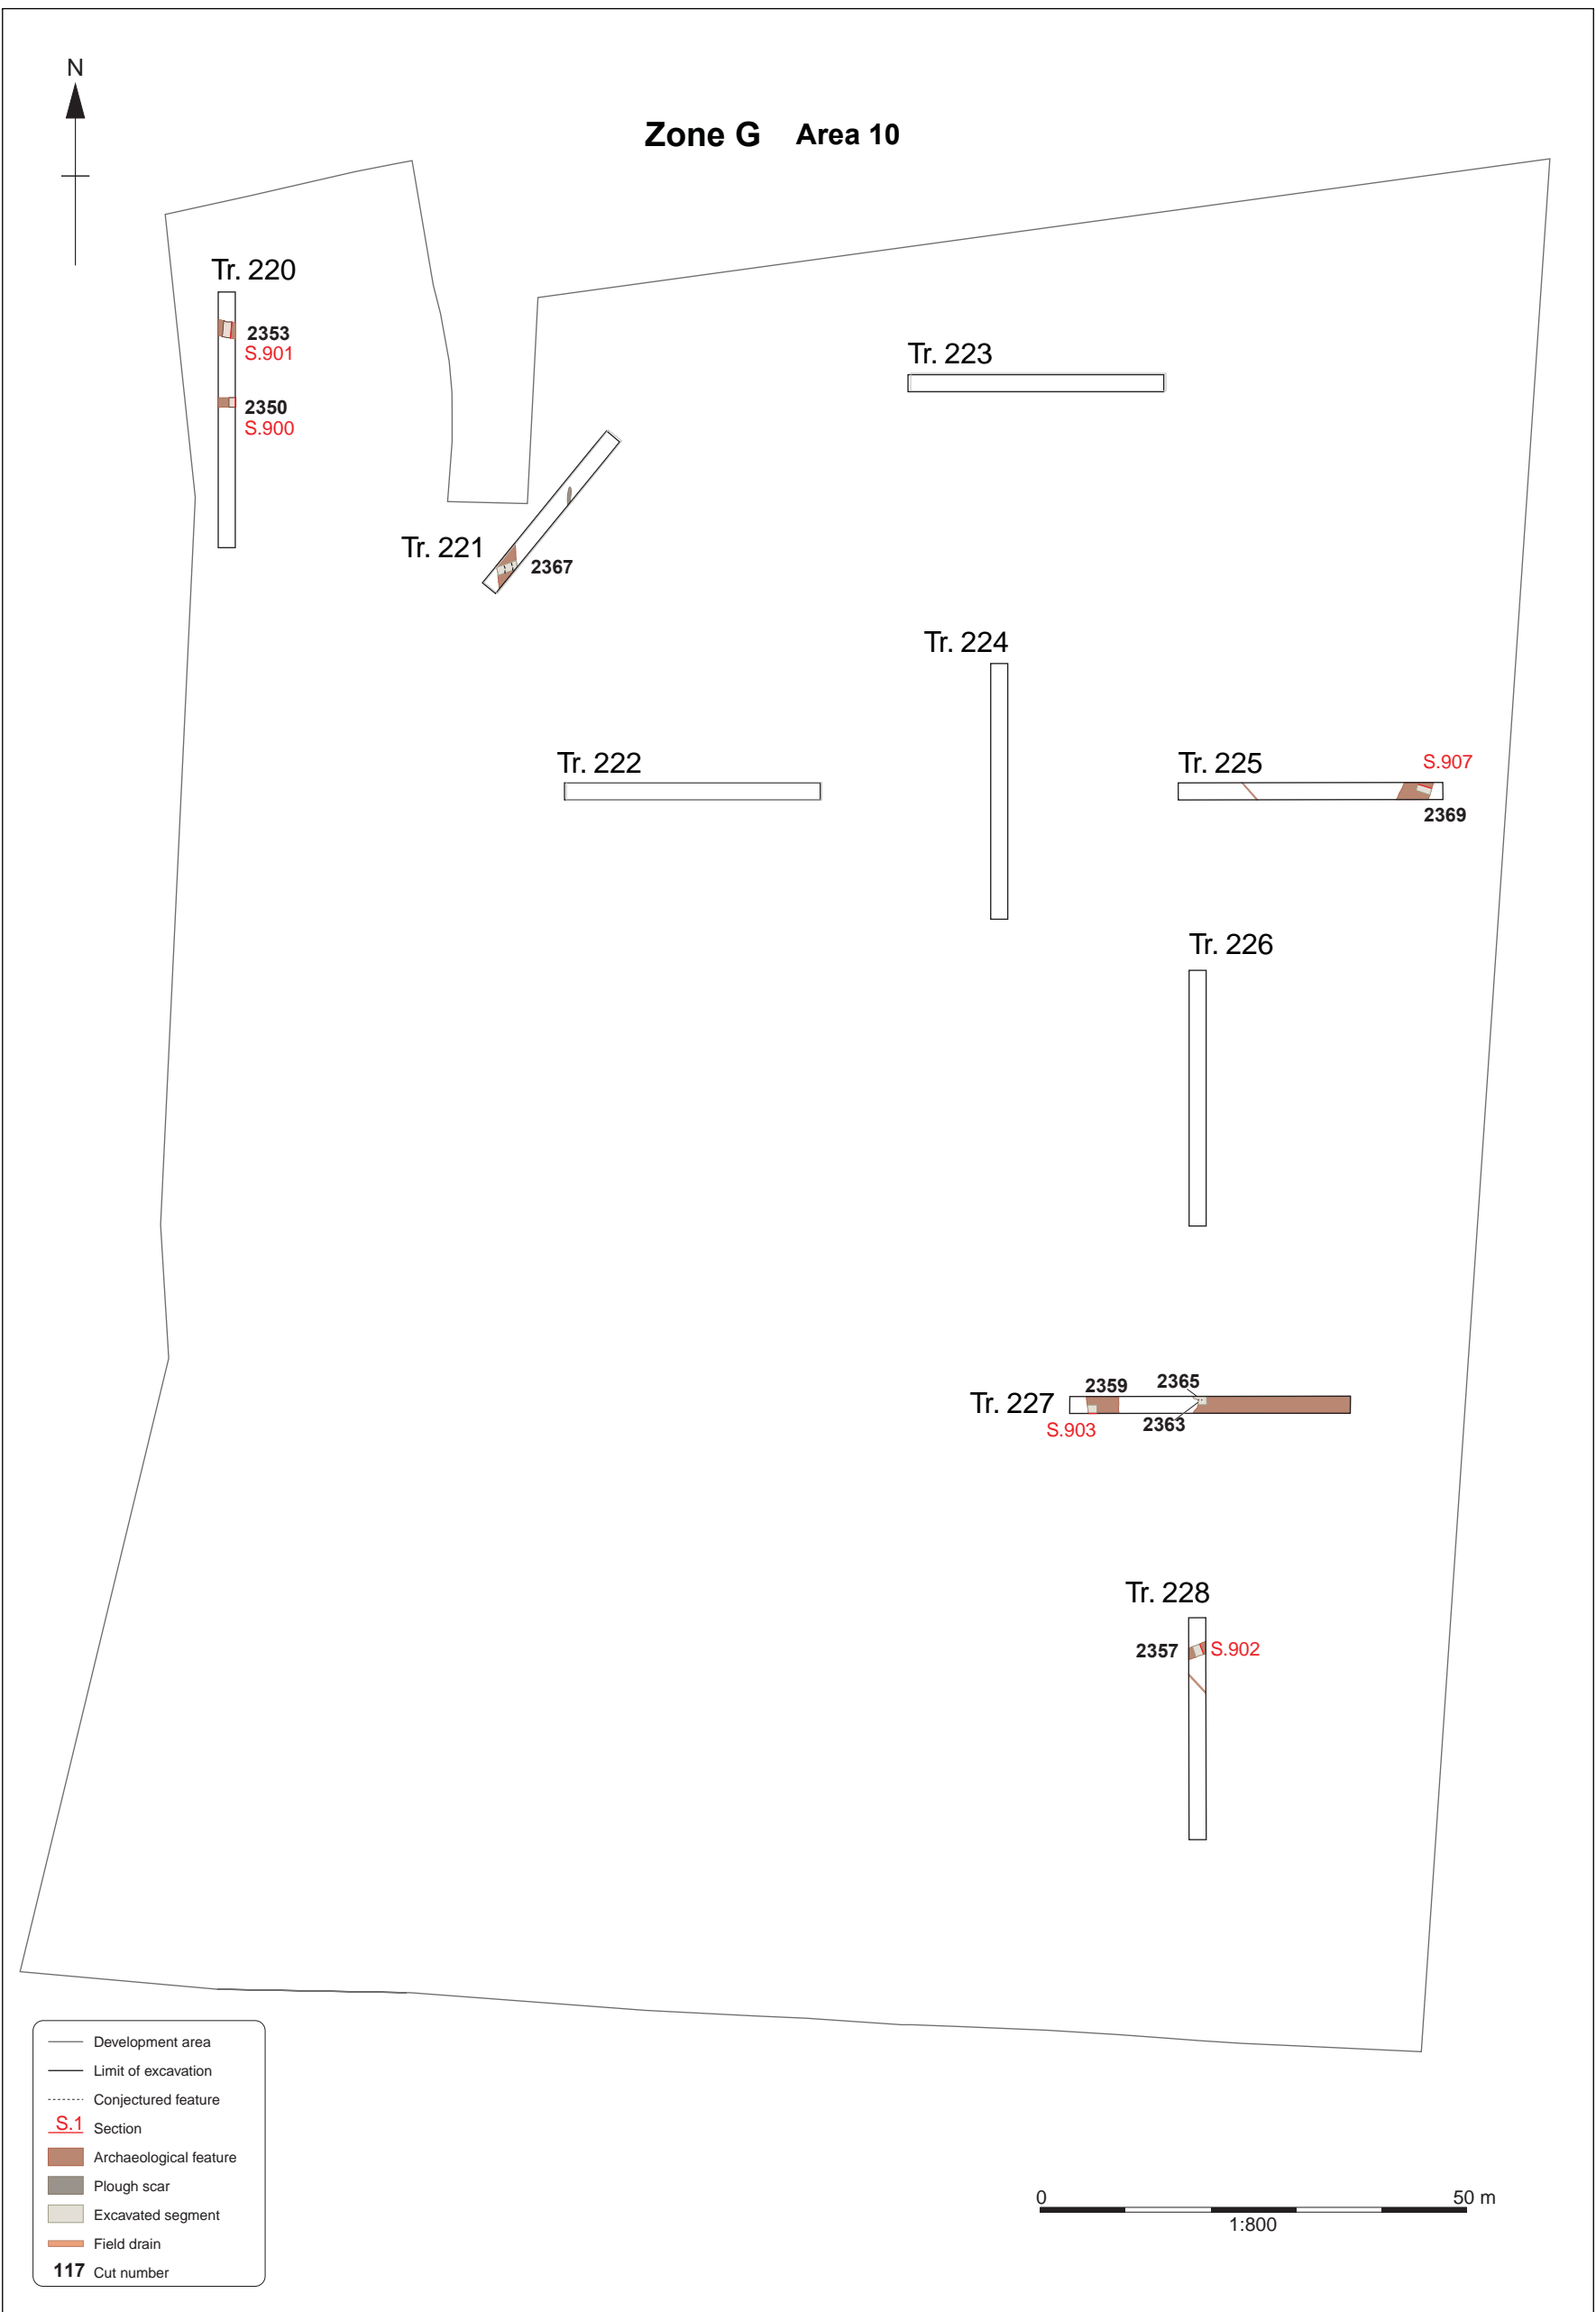 N
Zone G Area 10
Tr. 220
2353
S.901
2350
S.900
Tr. 223
Tr. 221
2367
Tr. 224
Tr. 222
Tr. 225
S.907
2369
Tr. 226
Tr. 227
2359
2365
2363
S.903
Tr. 228
2357
S.902
Development area
Limit of excavation
Conjectured feature
S.1 Section
Archaeological feature
Plough scar
Excavated segment
Field drain
117 Cut number
0
50 m
1:800